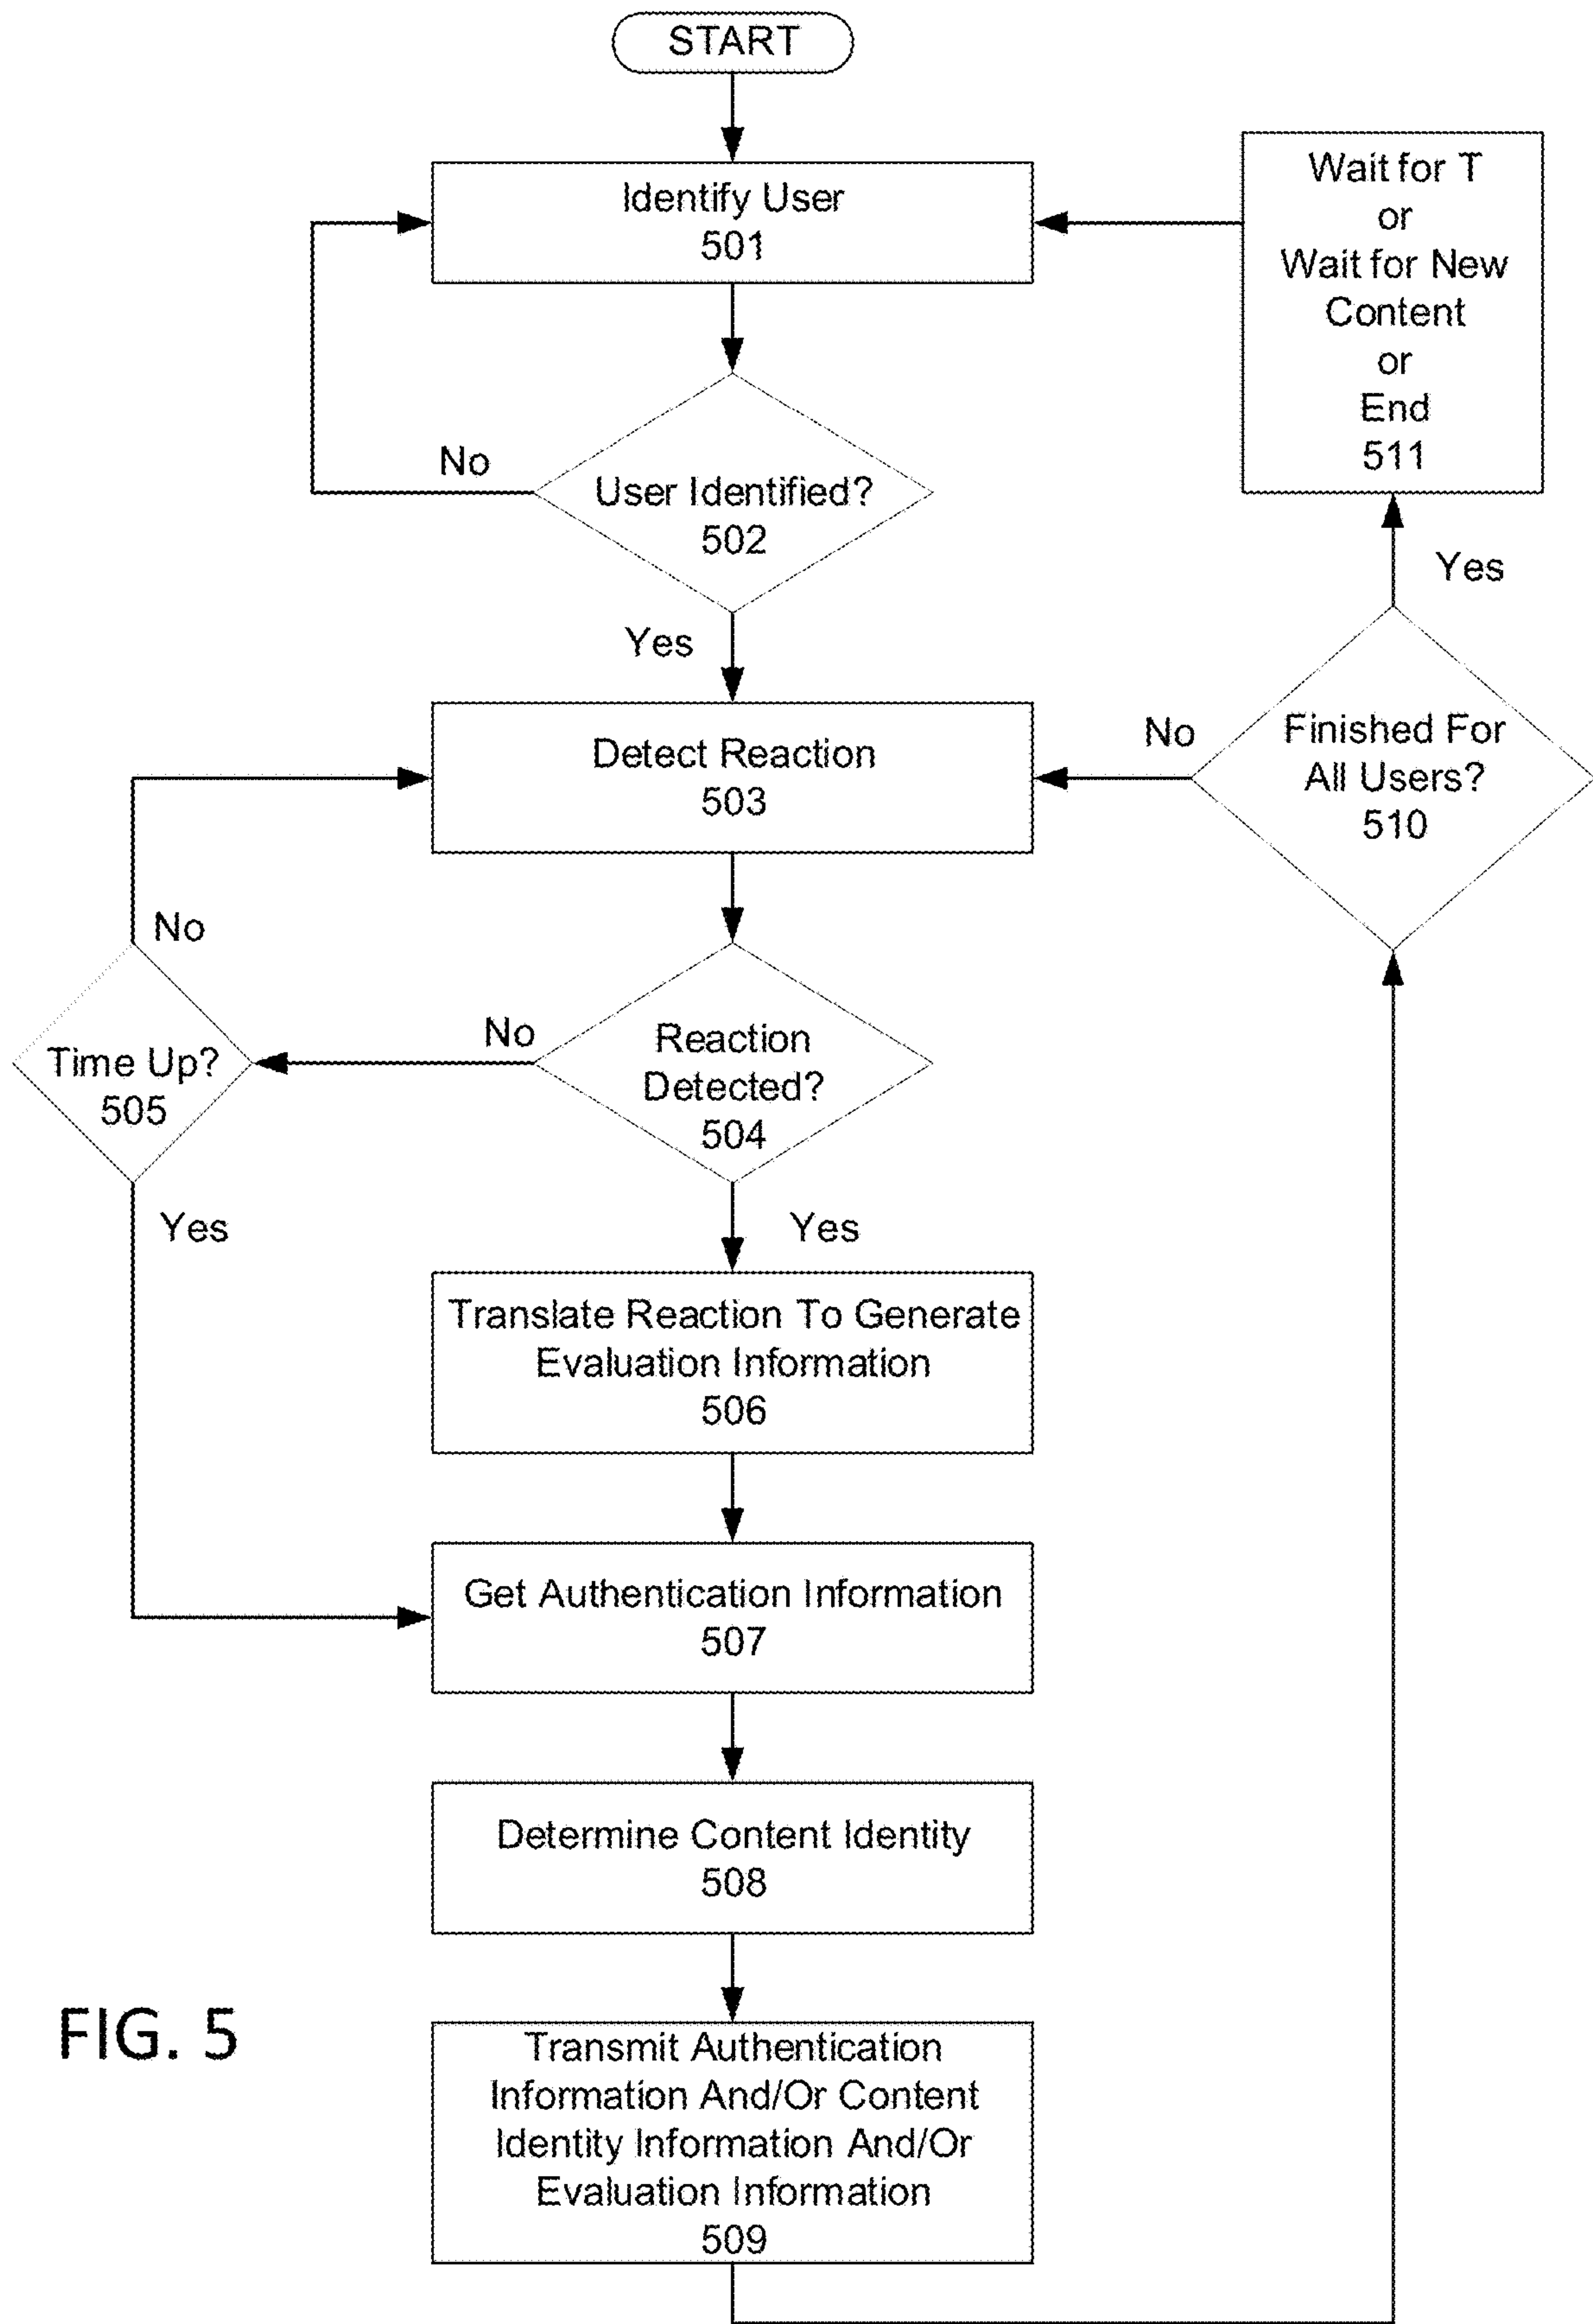 START
Identify User
501
Wait for T
or
Wait for New
Content
or
End
511
No
User Identified?
502
Yes
Yes
Detect Reaction
503
No
Finished For
All Users?
510
No
Time Up?
505
No
Reaction
Detected?
504
Yes
Yes
Translate Reaction To Generate
Evaluation Information
506
Get Authentication Information
507
Determine Content Identity
508
FIG. 5
Transmit Authentication
Information And/Or Content
Identity Information And/Or
Evaluation Information
509